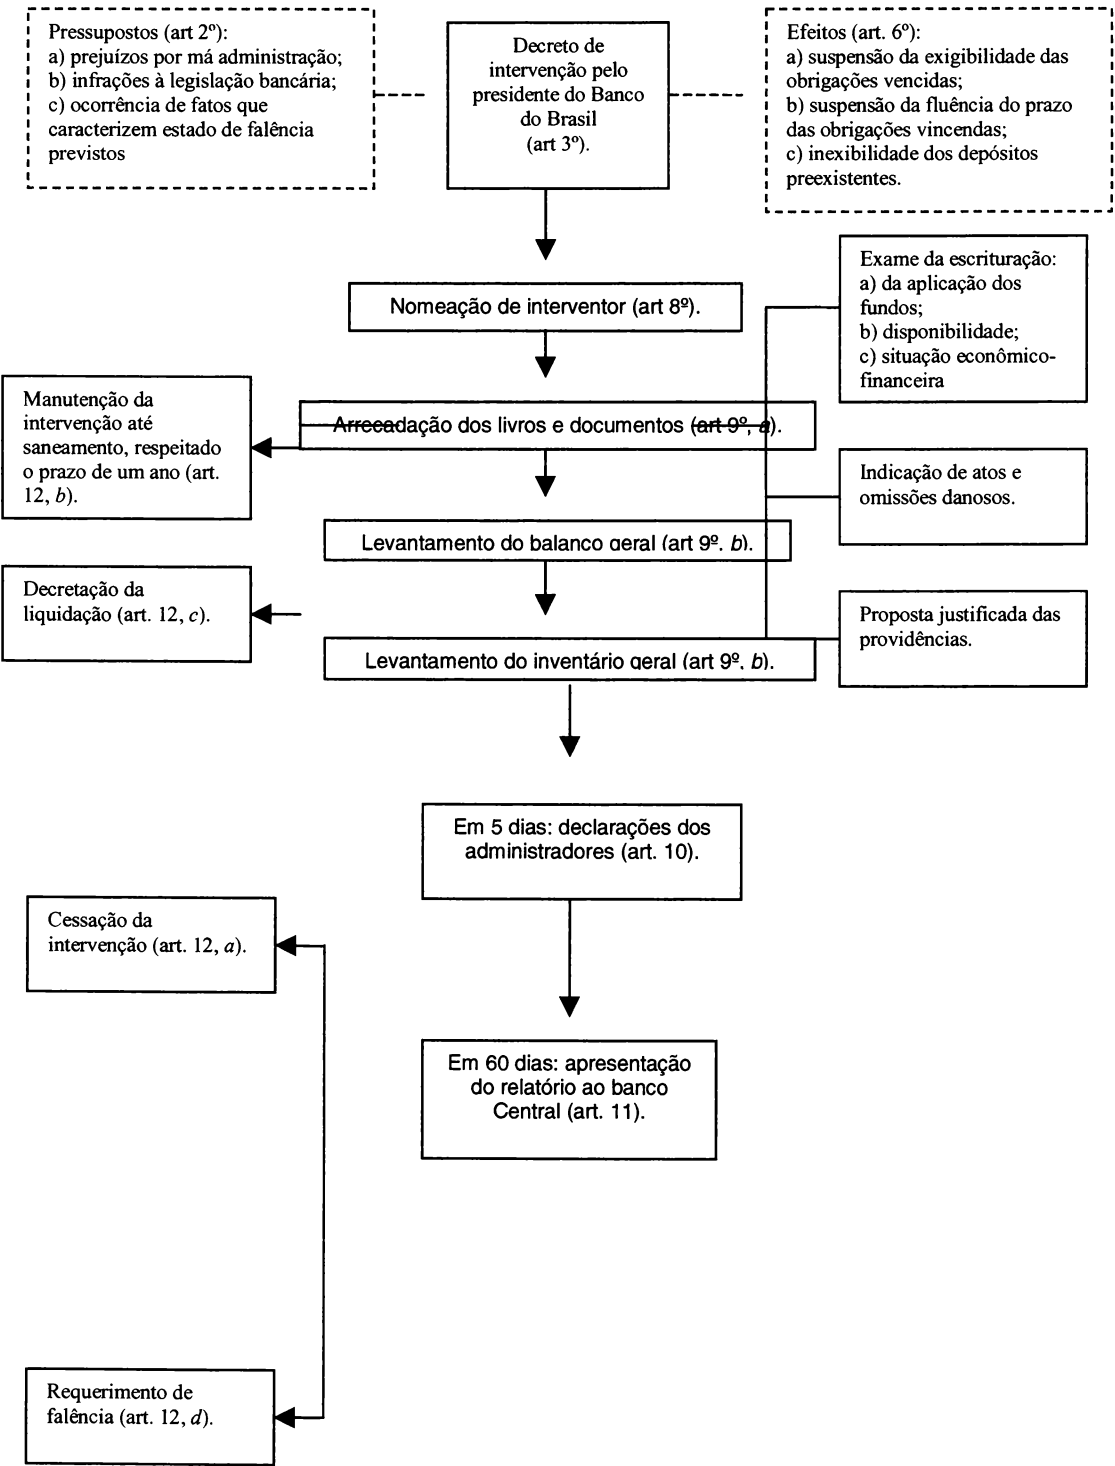 Pressupostos (art 2º):
a) prejuízos por má administração;
b) infrações à legislação bancária;
c) ocorrência de fatos que
caracterizem estado de falência
previstos
Decreto de
intervenção pelo
presidente do Banco
do Brasil
(art 3º).
Efeitos (art. 6º):
a) suspensão da exigibilidade das
obrigações vencidas;
b) suspensão da fluência do prazo
das obrigações vincendas;
c) inexibilidade dos depósitos
preexistentes.
Nomeação de interventor (art 8º).
Exame da escrituração:
a) da aplicação dos
fundos;
b) disponibilidade;
c) situação econômico-
financeira
Manutenção da
intervenção até
saneamento, respeitado
o prazo de um ano (art.
12, b).
Arrecadação dos livros e documentos (art 9º, a).
Indicação de atos e
omissões danosos.
Levantamento do balanço geral (art 9º. b).
Decretação da
liquidação (art. 12, c).
Proposta justificada das
providências.
Levantamento do inventário geral (art 9º. b).
Em 5 dias: declarações dos
administradores (art. 10).
Cessação da
intervenção (art. 12, a).
Em 60 dias: apresentação
do relatório ao banco
Central (art. 11).
Requerimento de
falência (art. 12, d).